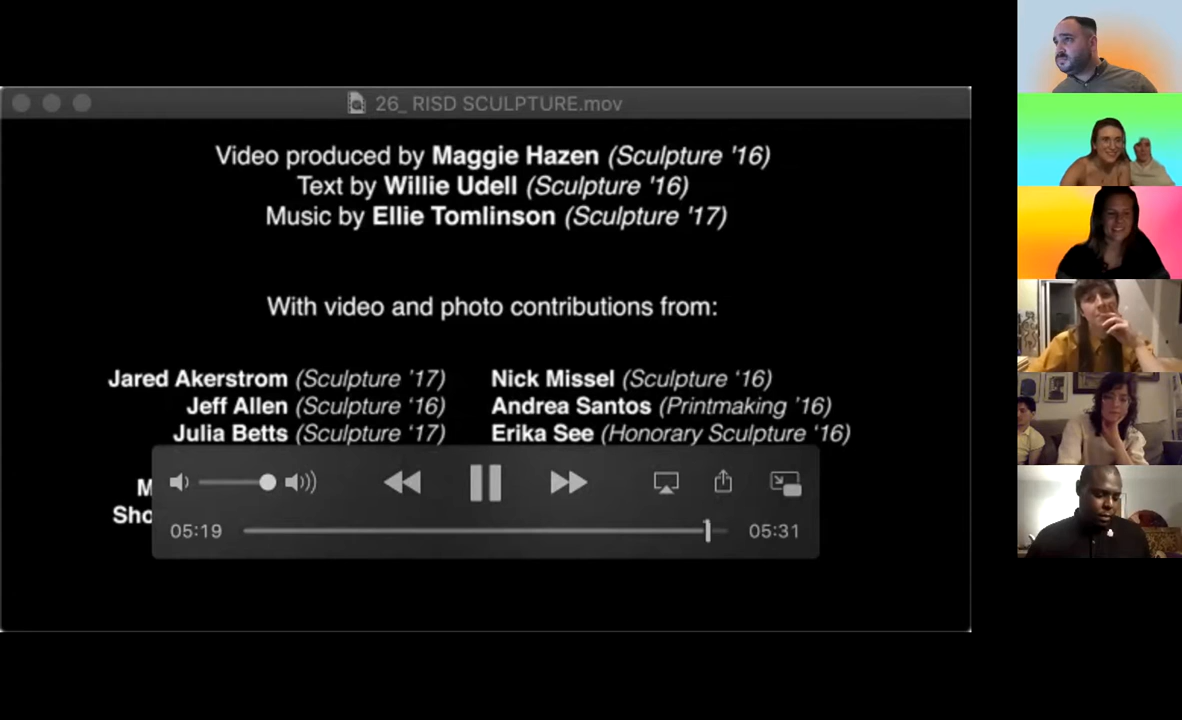 26_ RISD SCULPTURE.mov
Video produced by Maggie Hazen (Sculpture '16)
Text by Willie Udell (Sculpture '16)
Music by Ellie Tomlinson (Sculpture '17)
With video and photo contributions from:
Jared Akerstrom (Sculpture '17)
Jeff Allen (Sculpture '16)
Julia Betts (Sculpture ‘17)
Nick Missel (Sculpture ‘16)
Andrea Santos (Printmaking ’16)
Erika See (Honorary Sculpture ‘16)
M
Sho
05:19
05:31